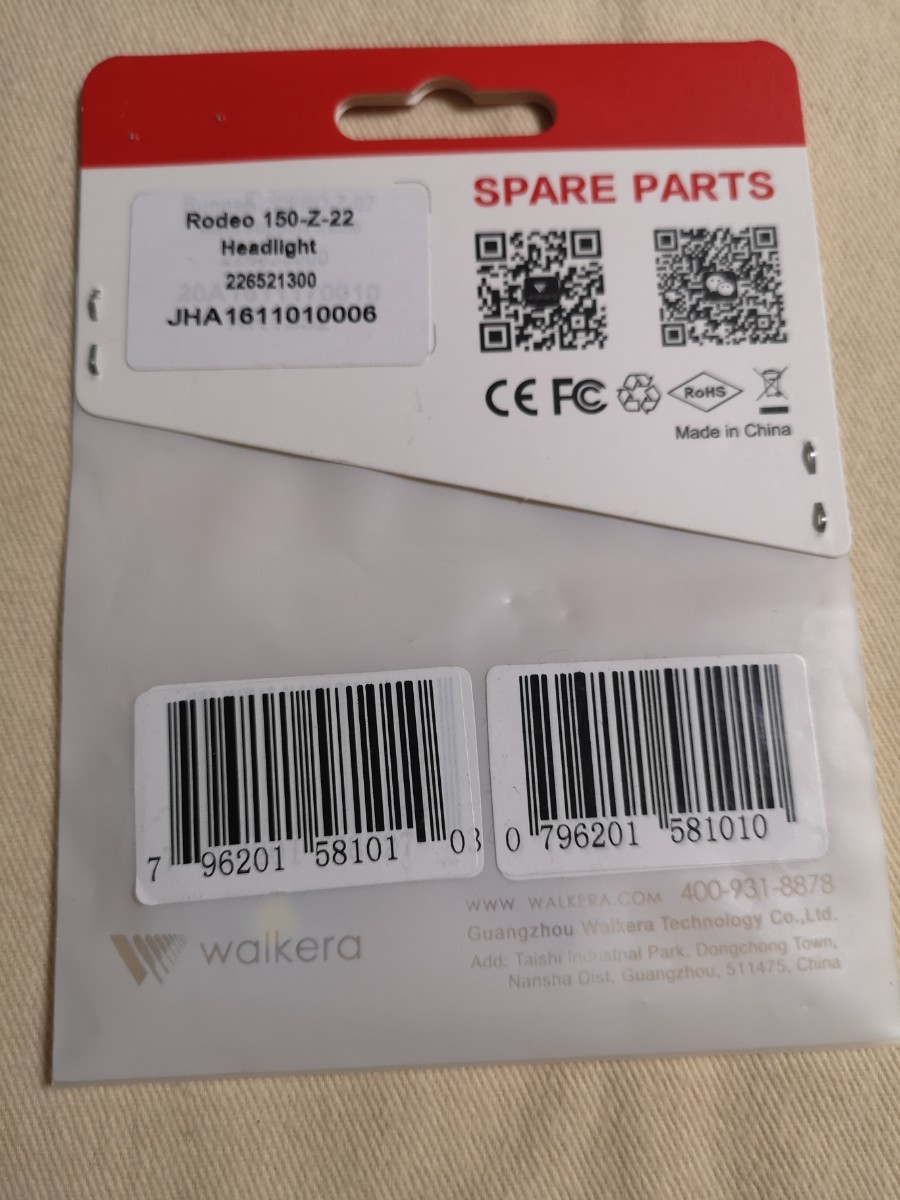 SPARE PARTS
Rodeo 150-Z-22
Headlight
226521300
JHA1611010006
CE FC RoHS
Made in China
7 96201 58101 0
0 796201 581010
WWW.WALKERA.COM 400-931-8878
Guangzhou Walkera Technology Co.,Ltd.
Add. Taishi Industrial Park, Dongchong Town,
Nansha Dist, Guangzhou, 511475, China
walkera